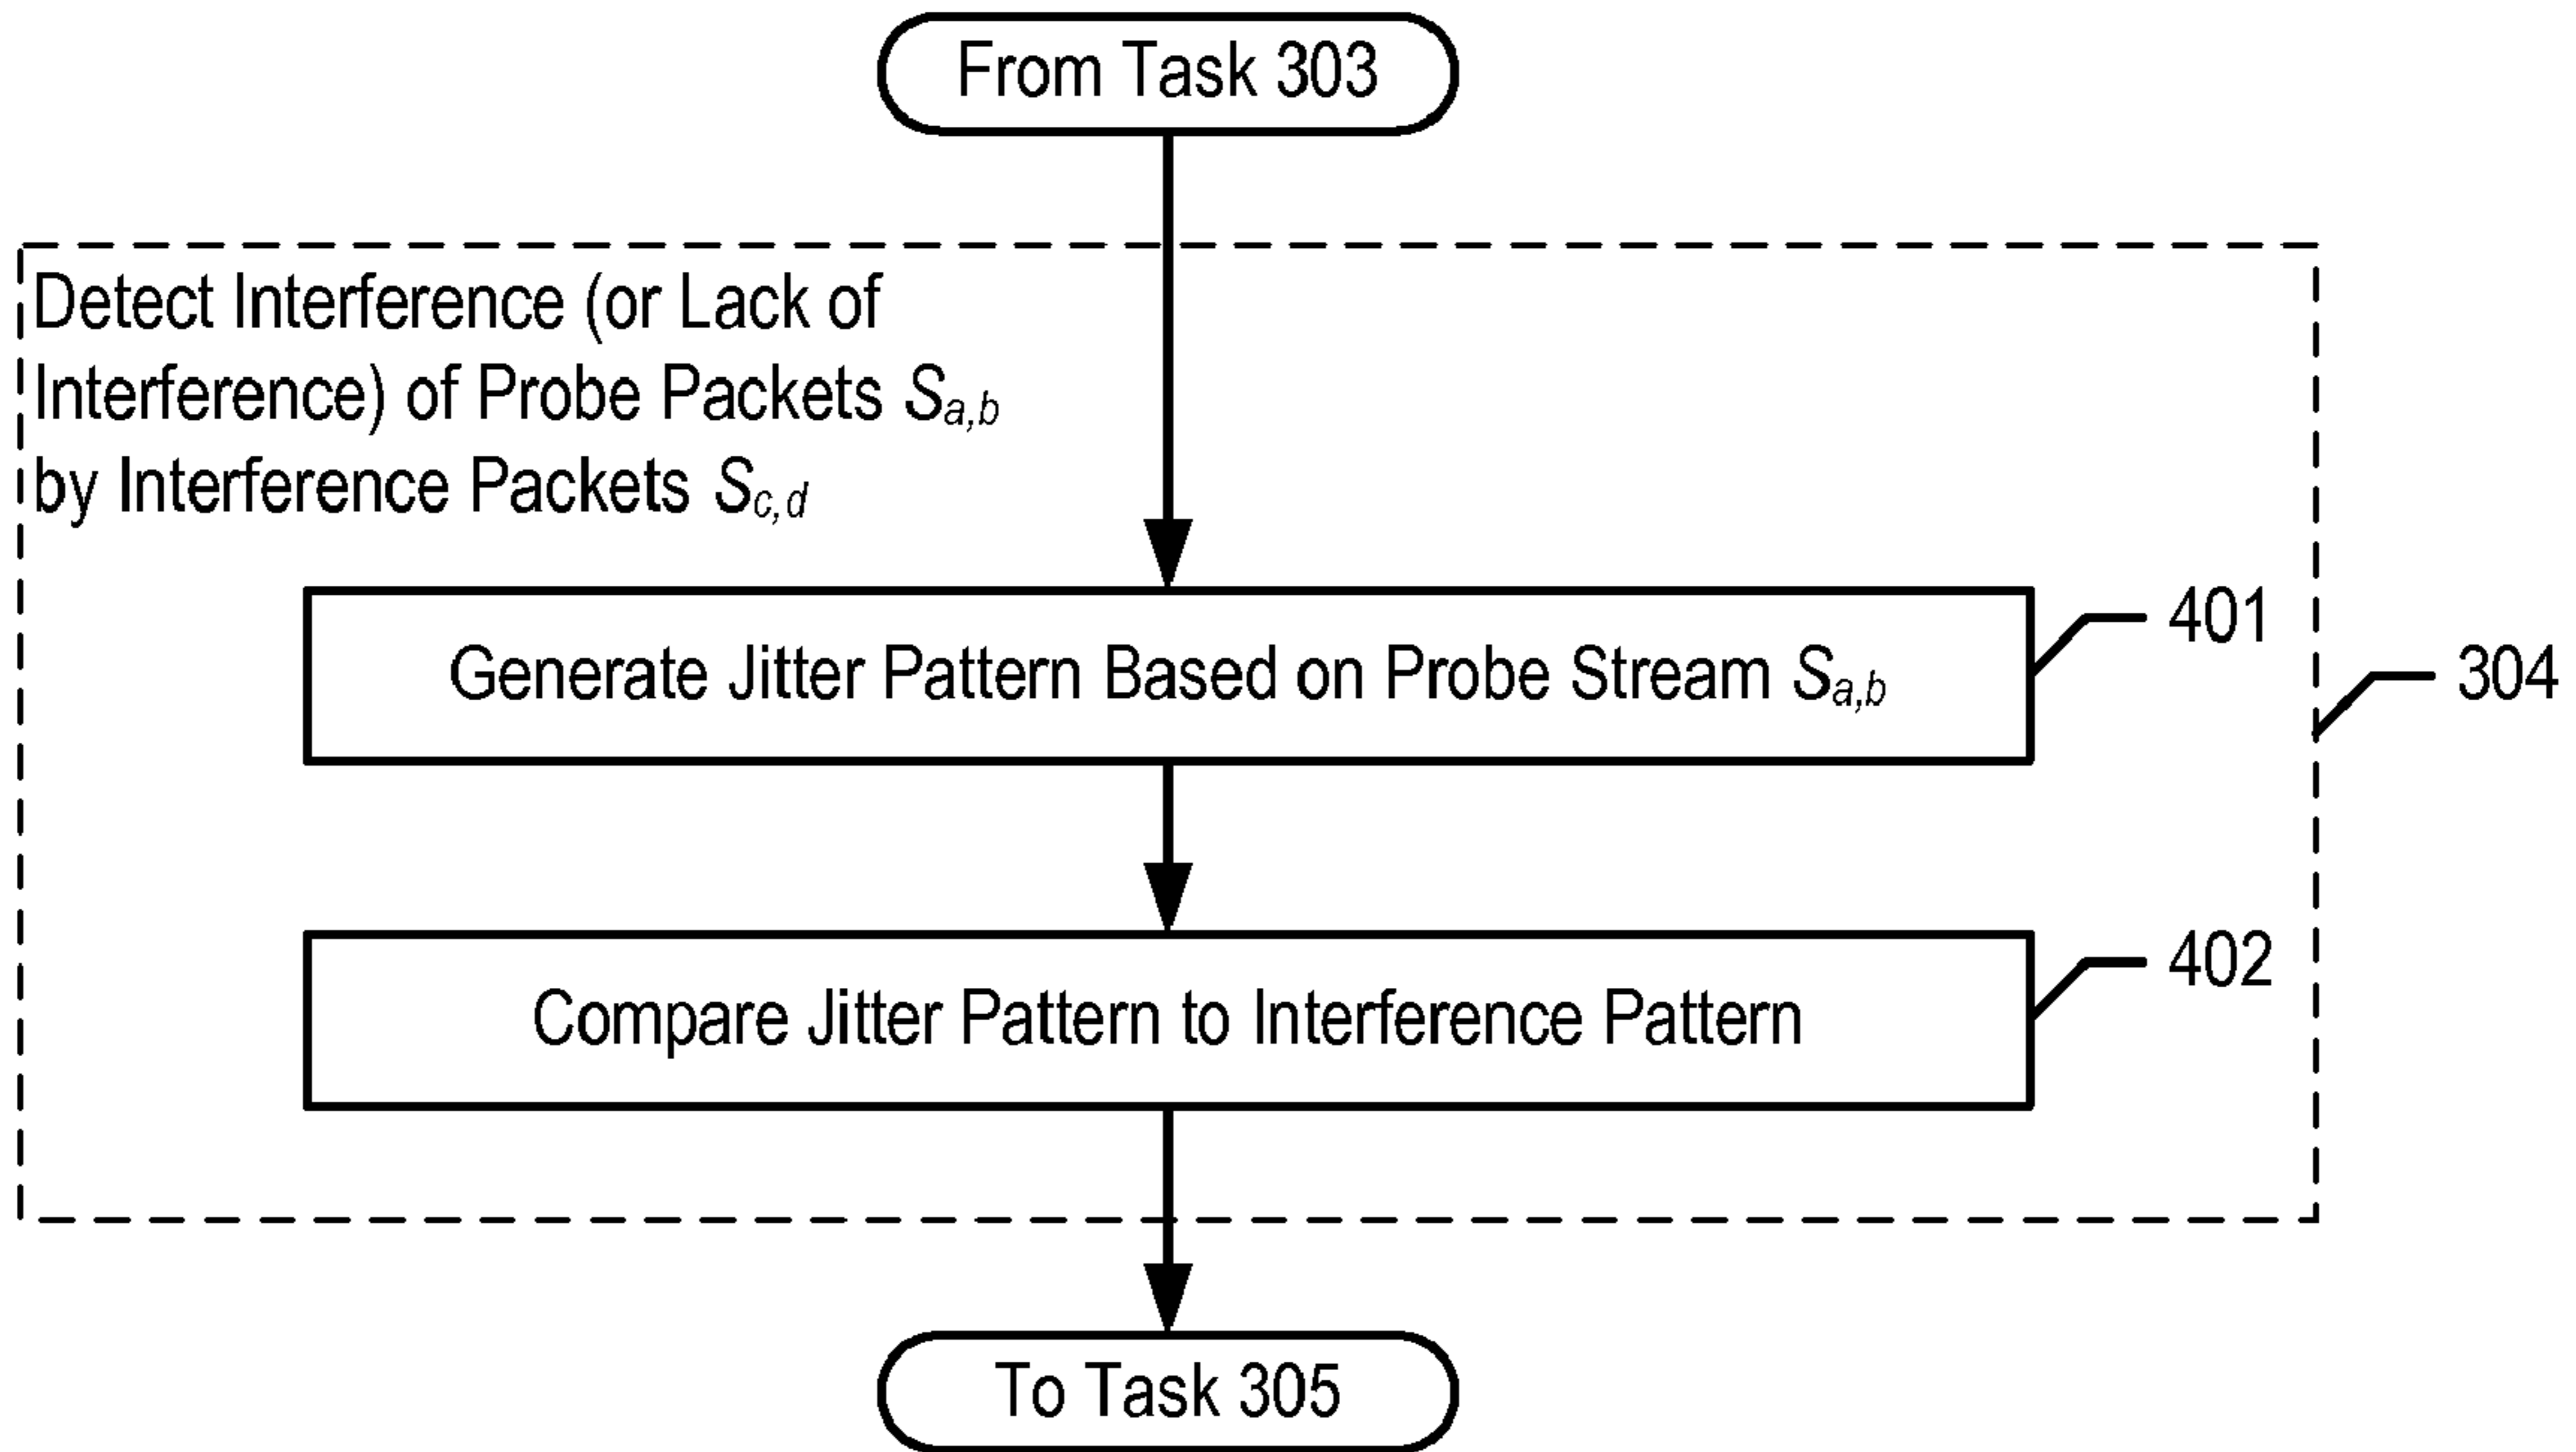 From Task 303
Detect Interference (or Lack of
Interference) of Probe Packets Sa,b
by Interference Packets Sc,d
Generate Jitter Pattern Based on Probe Stream Sa,b
401
304
Compare Jitter Pattern to Interference Pattern
402
To Task 305